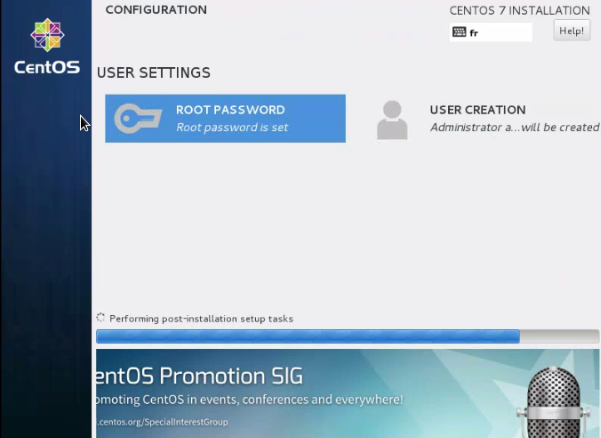 CONFIGURATION
CENTOS 7 INSTALLATION
fr
Help!
CentOS
USER SETTINGS
ROOT PASSWORD
Root password is set
USER CREATION
Administrator a...will be created
Performing post-installation setup tasks
entOS Promotion SIG
omoting CentOS in events, conferences and everywhere!
.centos.org/SpecialInterestGroup